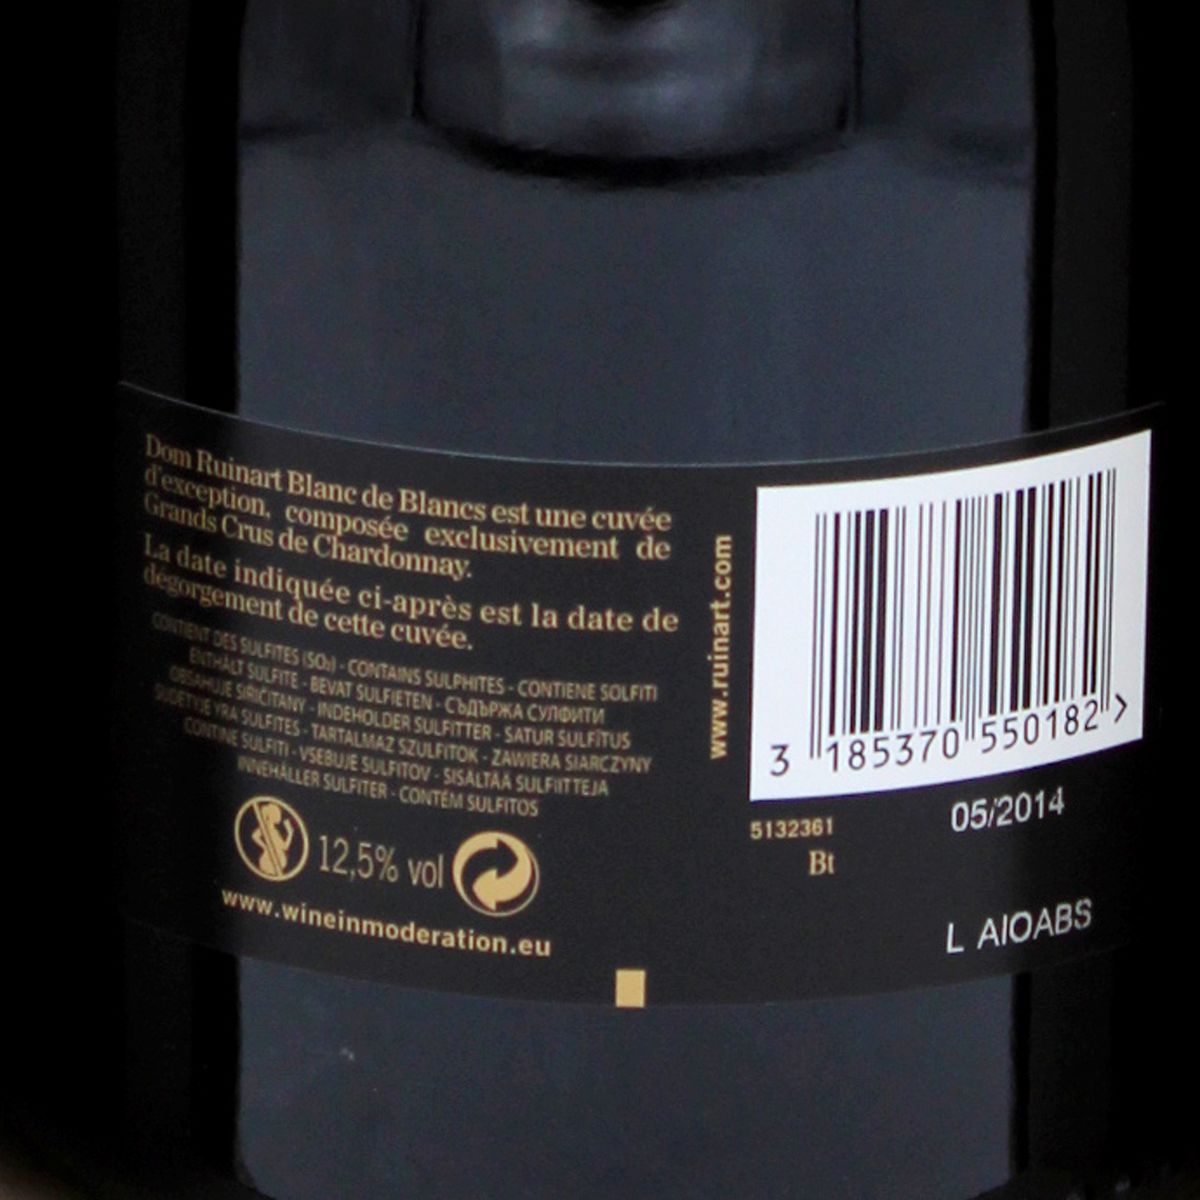 Dom Ruinart Blanc de Blancs est une cuvée
d'exception, composée exclusivement de
Grands Crus de Chardonnay.
La date indiquée ci-après est la date de
dégorgement de cette cuvée.
CONTIENT DES SULFITES (SO₂) - CONTAINS SULPHITES - CONTIENE SOLFITI
ENTHÄLT SULFITE - BEVAT SULFIETEN - СЪДЪРЖА СУЛФИТИ
OBSAHUJE SIŘIČITANY - INDEHOLDER SULFITTER - SATUR SULFĪTUS
SUDĖTYJE YRA SULFITES - TARTALMAZ SZULFITOK - ZAWIERA SIARCZYNY
CONTINE SULFITI - VSEBUJE SULFITOV - SISÄLTÄÄ SULFIITTEJA
INNEHÅLLER SULFITER - CONTÉM SULFITOS
12,5% vol
www.wineinmoderation.eu
www.ruinart.com
3 185370 550182 >
5132361
Bt
05/2014
L AIOABS